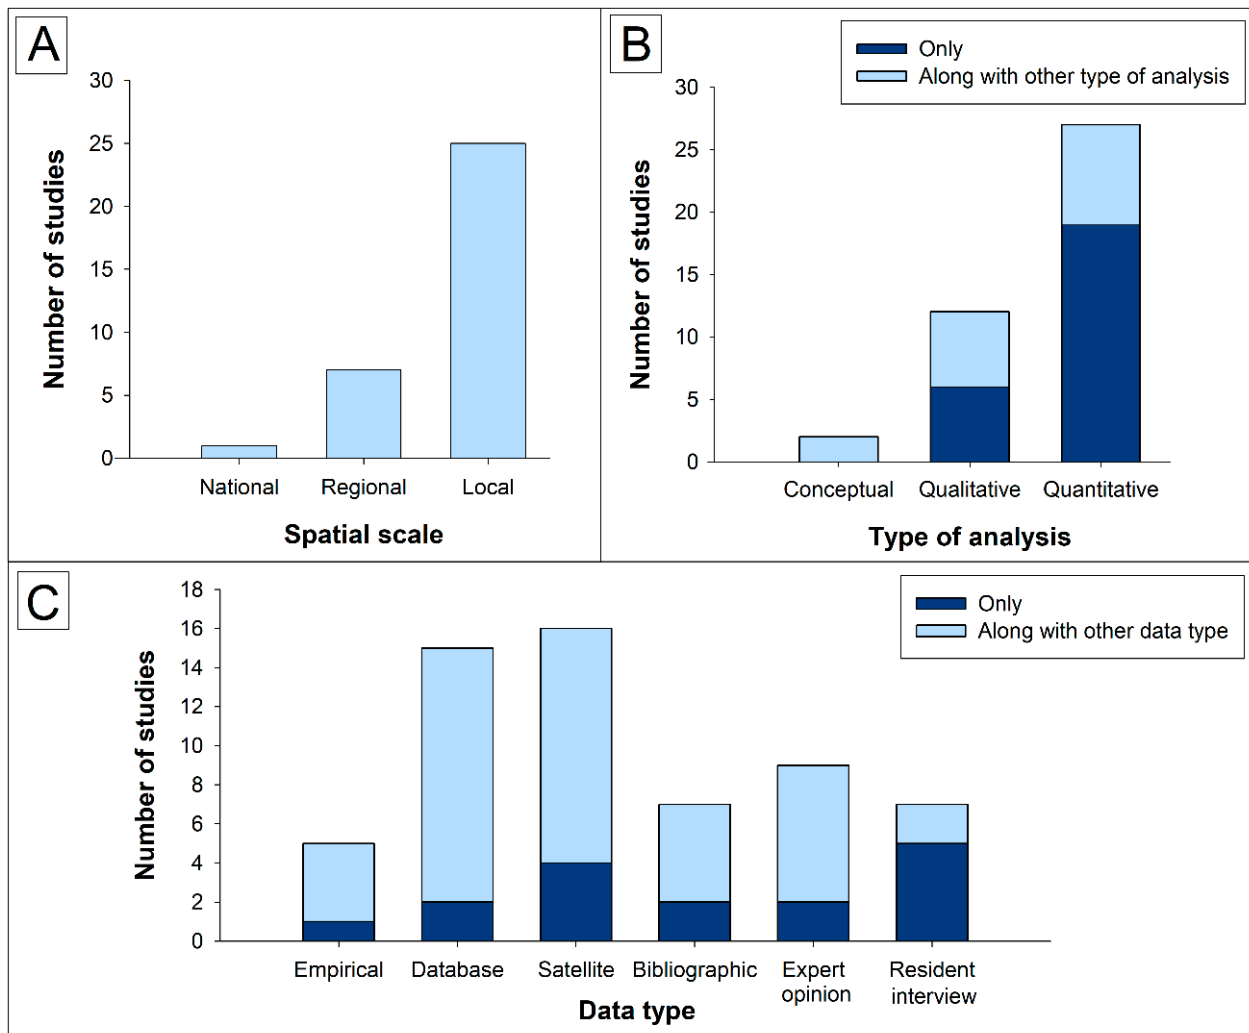 A
Number of studies
30
25
20
15
10
5
0
National Regional Local
Spatial scale
B
Only
Along with other type of analysis
Number of studies
30
25
20
15
10
5
0
Conceptual Qualitative Quantitative
Type of analysis
C
Only
Along with other data type
Number of studies
18
16
14
12
10
8
6
4
2
0
Empirical Database Satellite Bibliographic Expert opinion Resident interview
Data type